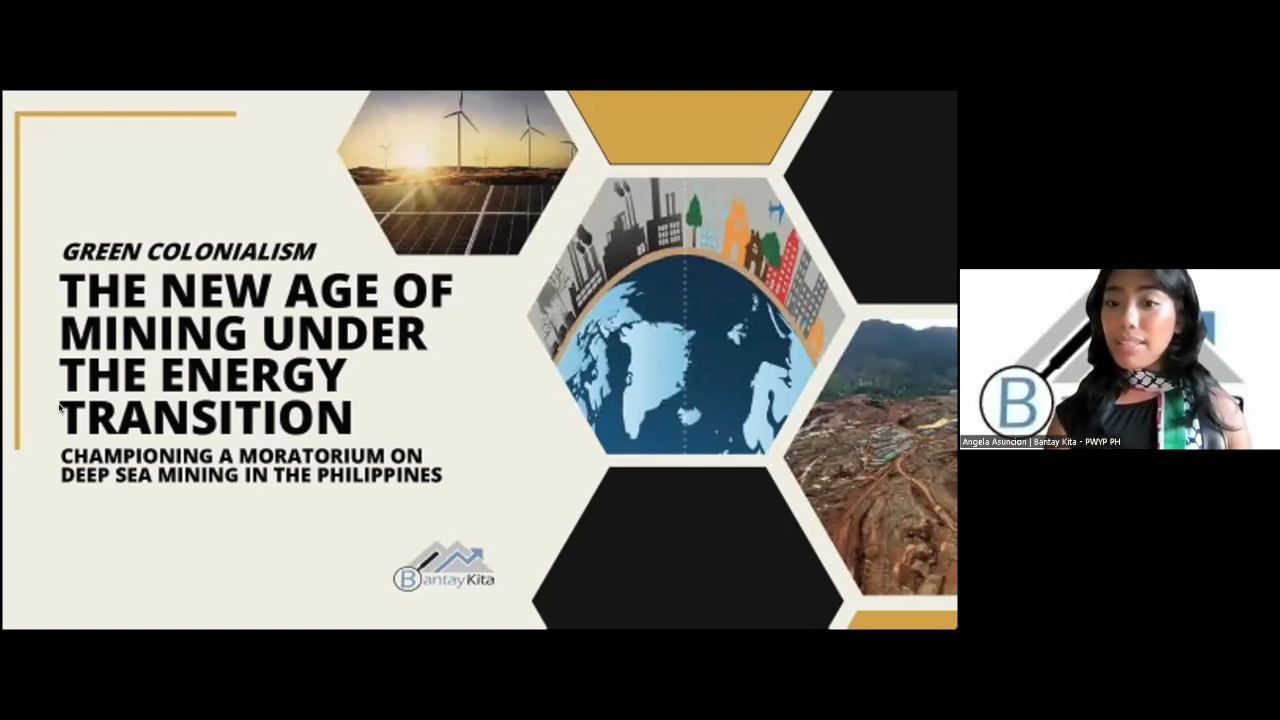 GREEN COLONIALISM
THE NEW AGE OF
MINING UNDER
THE ENERGY
TRANSITION
CHAMPIONING A MORATORIUM ON
DEEP SEA MINING IN THE PHILIPPINES
BantayKita
B
Angela Asuncion | Bantay Kita - PWYP PH